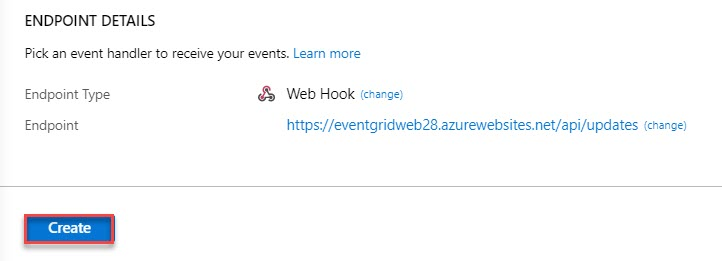 ENDPOINT DETAILS
Pick an event handler to receive your events. Learn more
Endpoint Type Web Hook (change)
Endpoint https://eventgridweb28.azurewebsites.net/api/updates (change)
Create